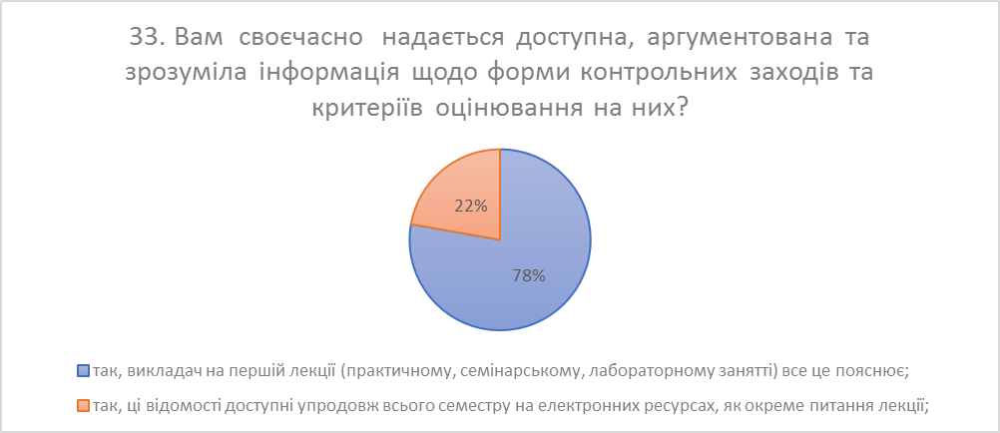 33. Вам своєчасно надається доступна, аргументована та
зрозуміла інформація щодо форми контрольних заходів та
критеріїв оцінювання на них?
22%
78%
так, викладач на першій лекції (практичному, семінарському, лабораторному занятті) все це пояснює;
так, ці відомості доступні упродовж всього семестру на електронних ресурсах, як окреме питання лекції;